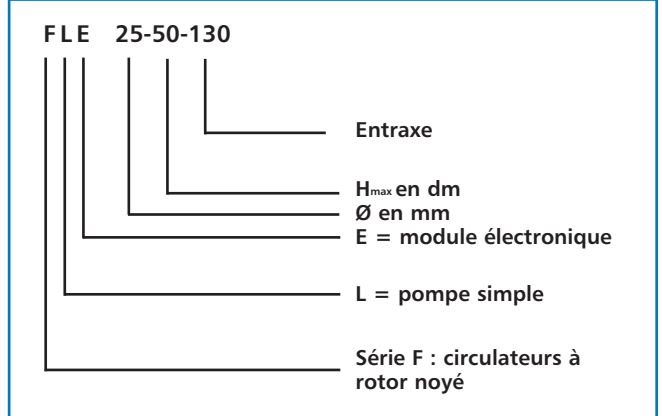 FLE 25-50-130
Entraxe
Hmax en dm
Ø en mm
E = module électronique
L = pompe simple
Série F : circulateurs à
rotor noyé